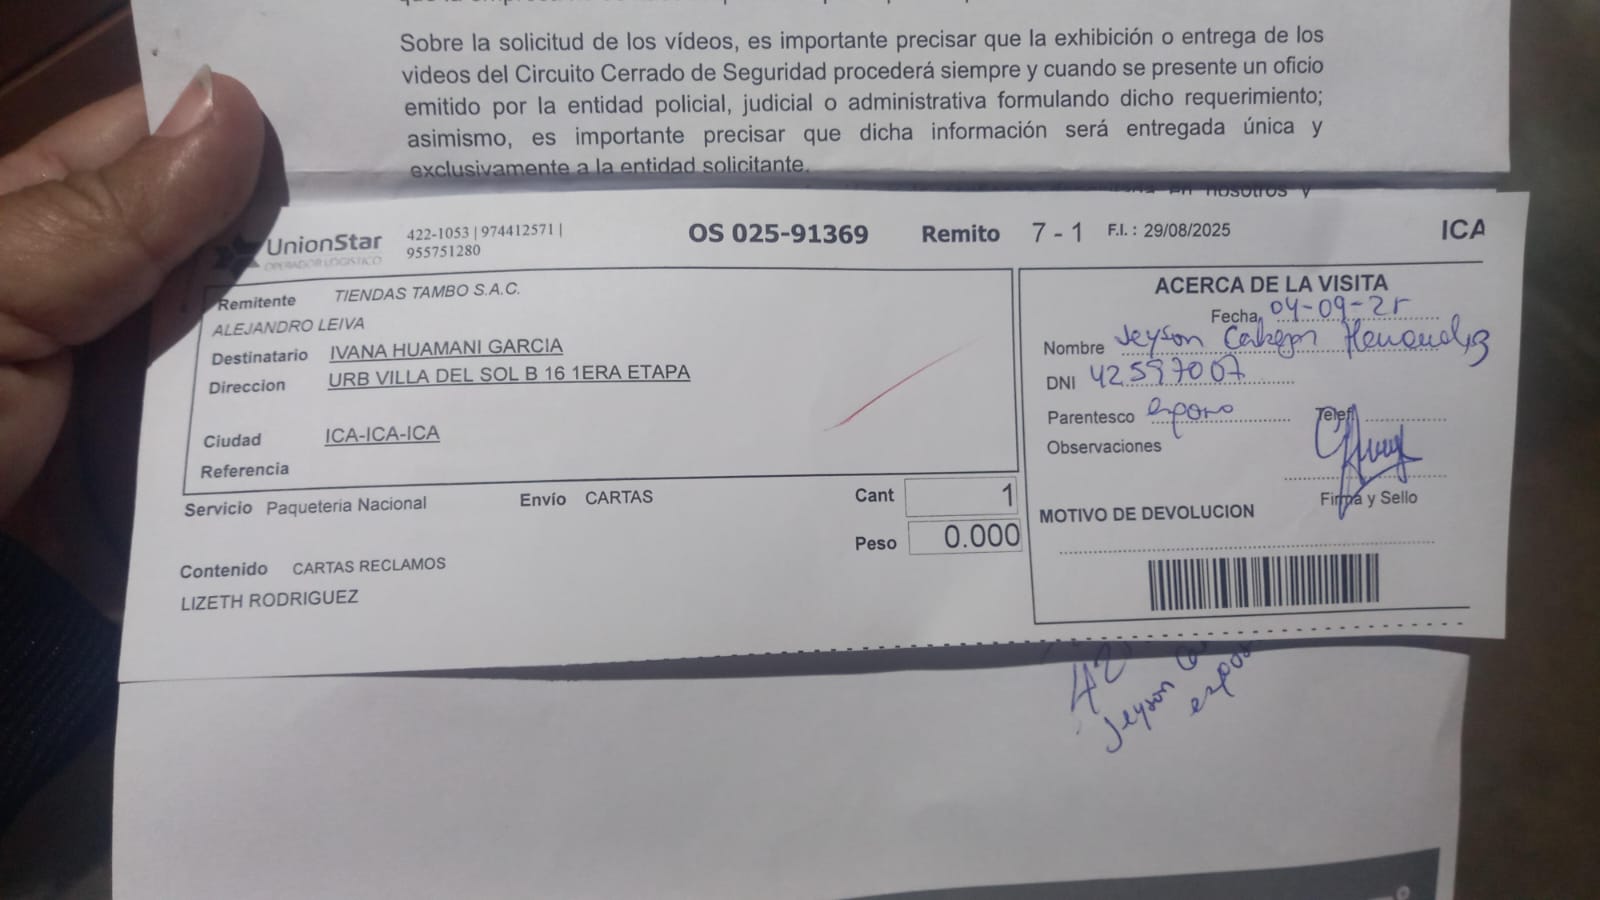 Sobre la solicitud de los vídeos, es importante precisar que la exhibición o entrega de los
videos del Circuito Cerrado de Seguridad procederá siempre y cuando se presente un oficio
emitido por la entidad policial, judicial o administrativa formulando dicho requerimiento;
asimismo, es importante precisar que dicha información será entregada única y
exclusivamente a la entidad solicitante.
en nosotros y
UnionStar
OPERADOR LOGISTICO
422-1053 | 974412571 |
955751280
OS 025-91369 Remito 7 - 1 F.I. : 29/08/2025 ICA
Remitente TIENDAS TAMBO S.A.C.
ALEJANDRO LEIVA
Destinatario IVANA HUAMANI GARCIA
Direccion URB VILLA DEL SOL B 16 1ERA ETAPA
Ciudad ICA-ICA-ICA
Referencia
Servicio Paqueteria Nacional Envío CARTAS Cant 1
Peso 0.000
Contenido CARTAS RECLAMOS
LIZETH RODRIGUEZ
ACERCA DE LA VISITA
Fecha 04-09-25
Nombre Jeyson
DNI 42597007
Parentesco esposo Telef
Observaciones
Firma y Sello
MOTIVO DE DEVOLUCION
42
Jeyson
espos